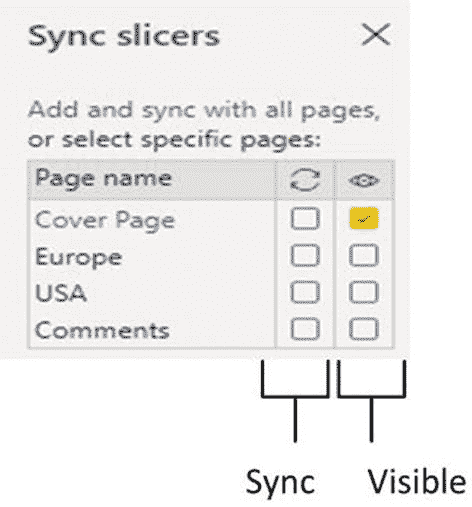 Sync slicers
Add and sync with all pages,
or select specific pages:
Page name
Cover Page
Europe
USA
Comments
Sync Visible